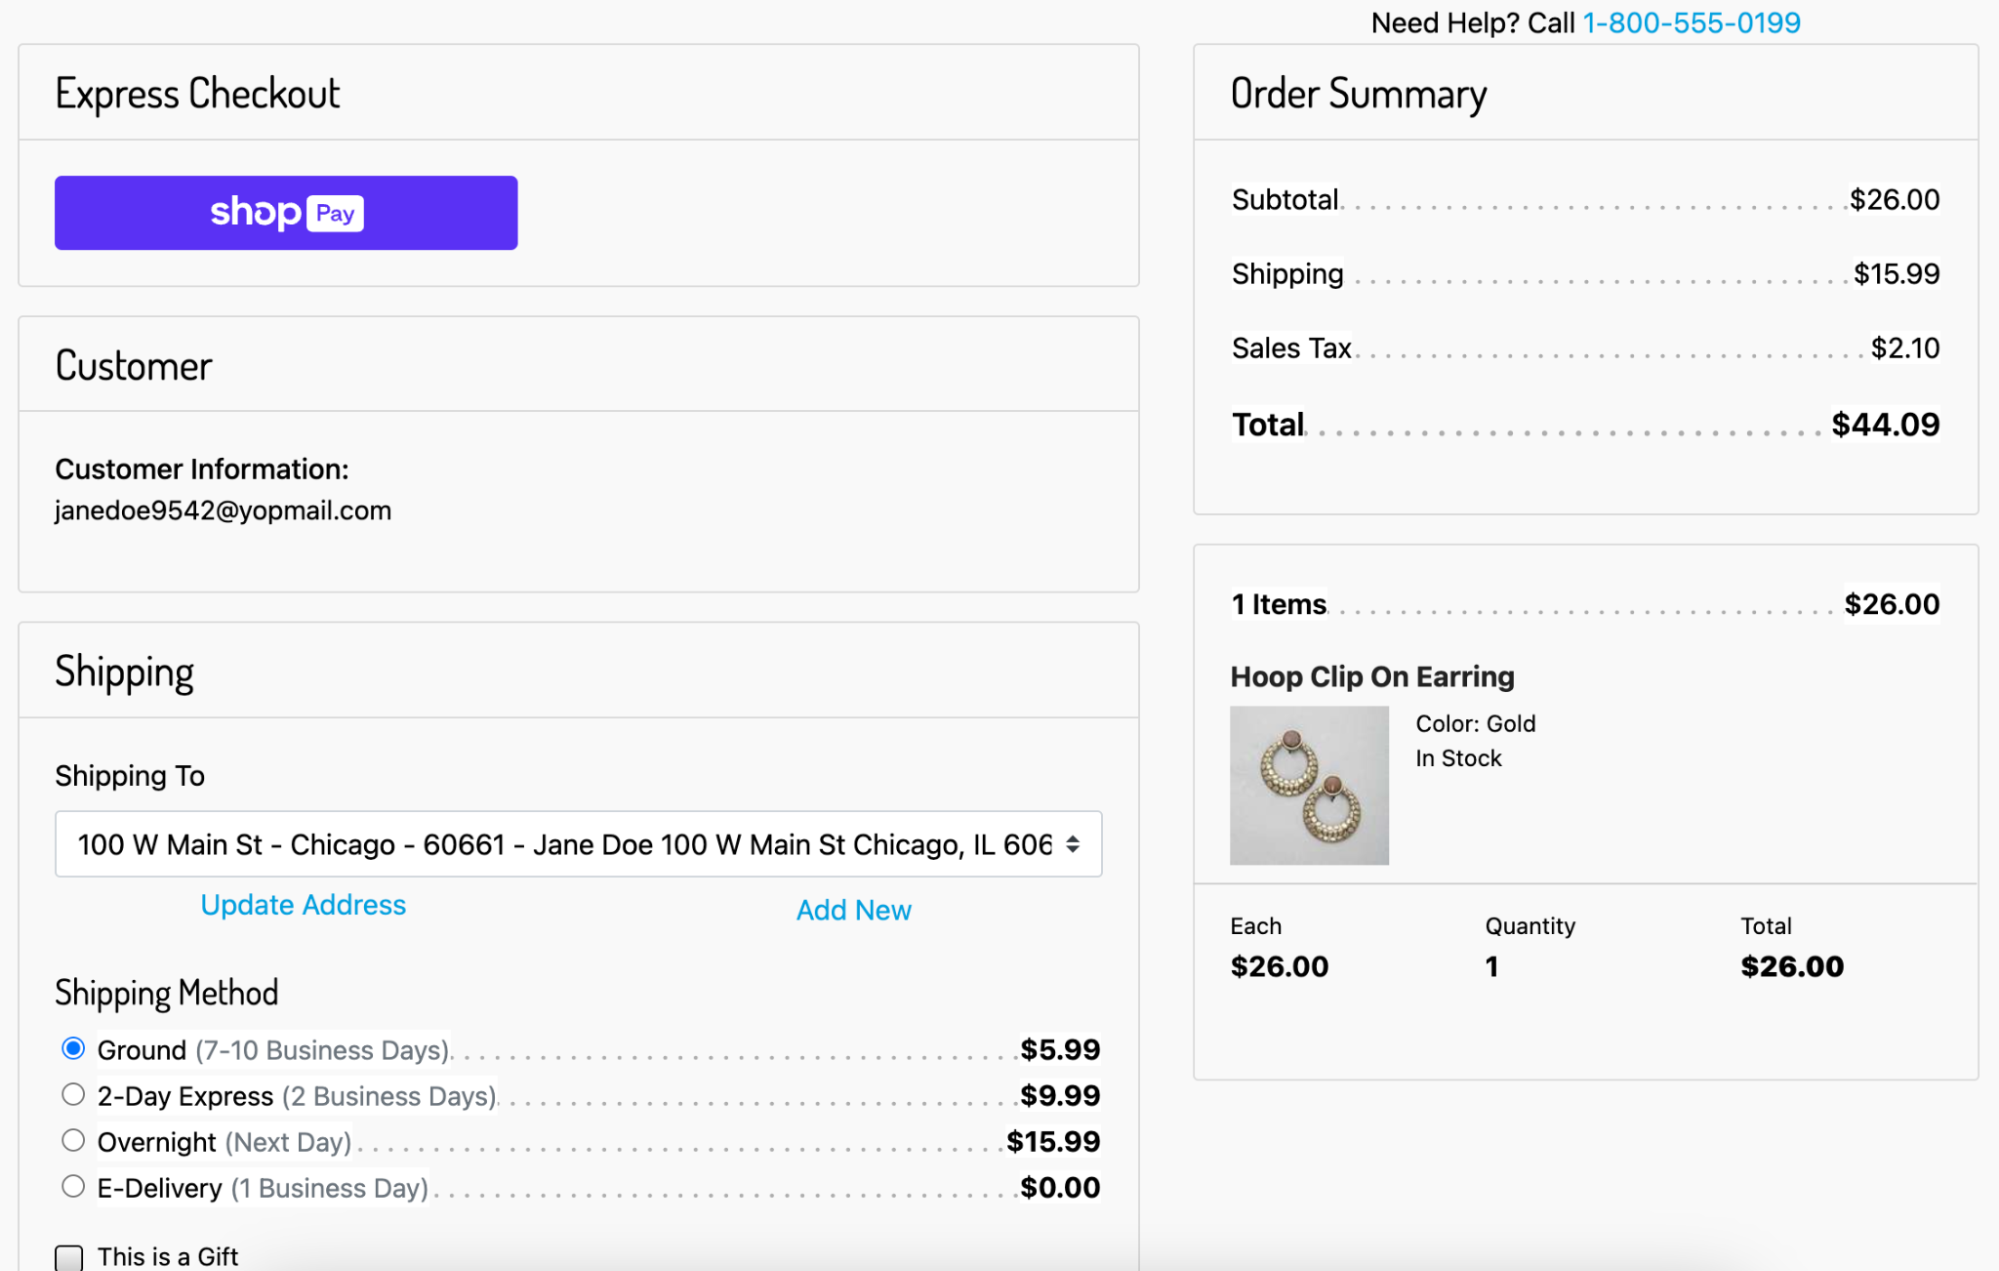 Need Help? Call 1-800-555-0199
Express Checkout
shop Pay
Customer
Customer Information:
janedoe9542@yopmail.com
Shipping
Shipping To
100 W Main St - Chicago - 60661 - Jane Doe 100 W Main St Chicago, IL 606
Update Address
Add New
Shipping Method
Ground (7-10 Business Days) $5.99
2-Day Express (2 Business Days) $9.99
Overnight (Next Day) $15.99
E-Delivery (1 Business Day) $0.00
This is a Gift
Order Summary
Subtotal $26.00
Shipping $15.99
Sales Tax $2.10
Total $44.09
1 Items $26.00
Hoop Clip On Earring
Color: Gold
In Stock
Each Quantity Total
$26.00 1 $26.00